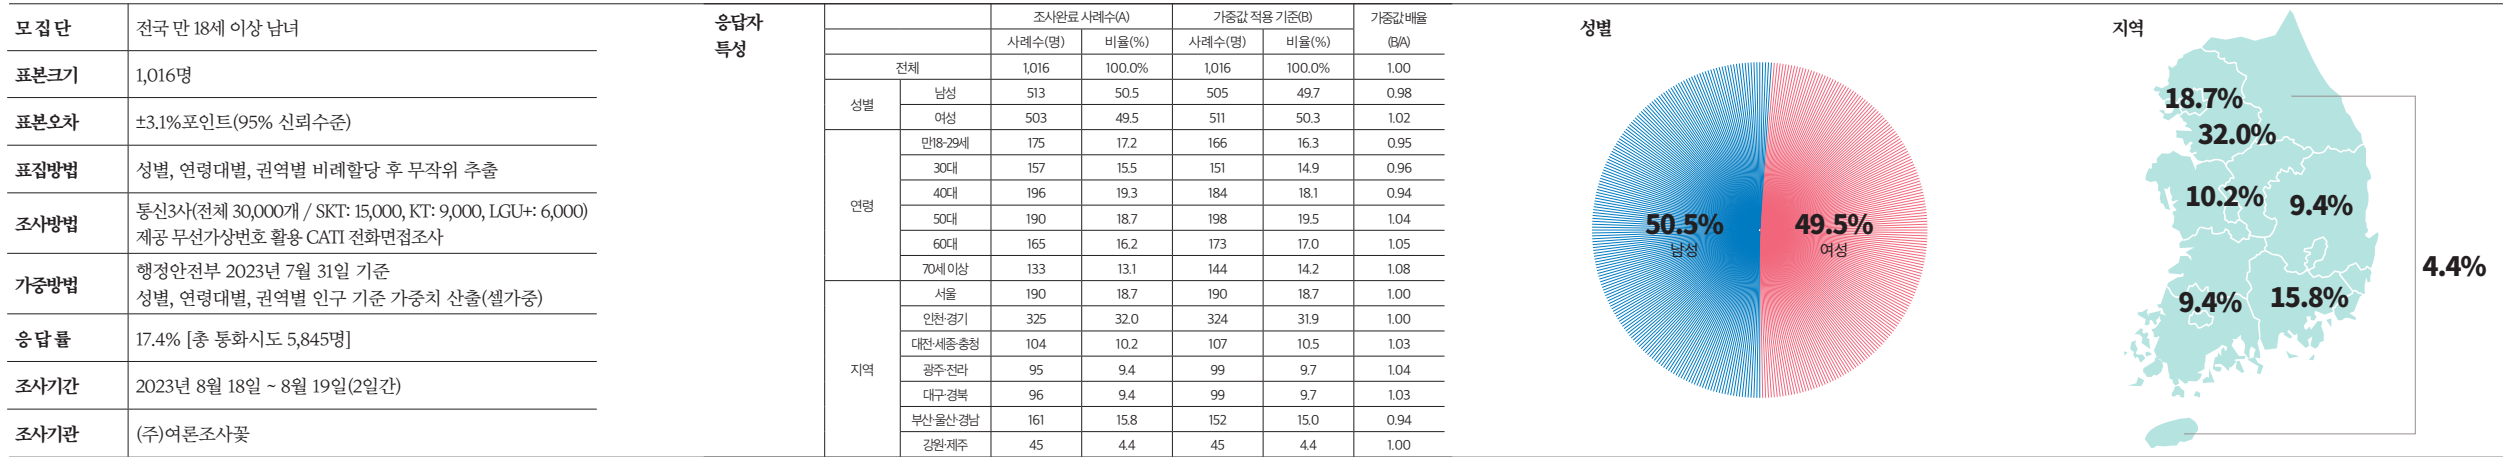 모집단 전국 만 18세 이상 남녀
표본크기 1,016명
표본오차 ±3.1%포인트(95% 신뢰수준)
표집방법 성별, 연령대별, 권역별 비례할당 후 무작위 추출
조사방법 통신3사(전체 30,000개 / SKT: 15,000, KT: 9,000, LGU+: 6,000)
제공 무선가상번호 활용 CATI 전화면접조사
가중방법 행정안전부 2023년 7월 31일 기준
성별, 연령대별, 권역별 인구 기준 가중치 산출(셀가중)
응답률 17.4% [총 통화시도 5,845명]
조사기간 2023년 8월 18일 ~ 8월 19일(2일간)
조사기관 (주)여론조사꽃
응답자
특성
조사완료 사례수(A) 가중값 적용 기준(B) 가중값 배율
사례수(명) 비율(%) 사례수(명) 비율(%) (B/A)
전체 1,016 100.0% 1,016 100.0% 1.00
성별
남성 513 50.5 505 49.7 0.98
여성 503 49.5 511 50.3 1.02
연령
만18-29세 175 17.2 166 16.3 0.95
30대 157 15.5 151 14.9 0.96
40대 196 19.3 184 18.1 0.94
50대 190 18.7 198 19.5 1.04
60대 165 16.2 173 17.0 1.05
70세 이상 133 13.1 144 14.2 1.08
지역
서울 190 18.7 190 18.7 1.00
인천·경기 325 32.0 324 31.9 1.00
대전·세종·충청 104 10.2 107 10.5 1.03
광주·전라 95 9.4 99 9.7 1.04
대구·경북 96 9.4 99 9.7 1.03
부산·울산·경남 161 15.8 152 15.0 0.94
강원·제주 45 4.4 45 4.4 1.00
성별
50.5% 49.5%
남성 여성
지역
18.7%
32.0%
10.2% 9.4%
4.4%
9.4% 15.8%